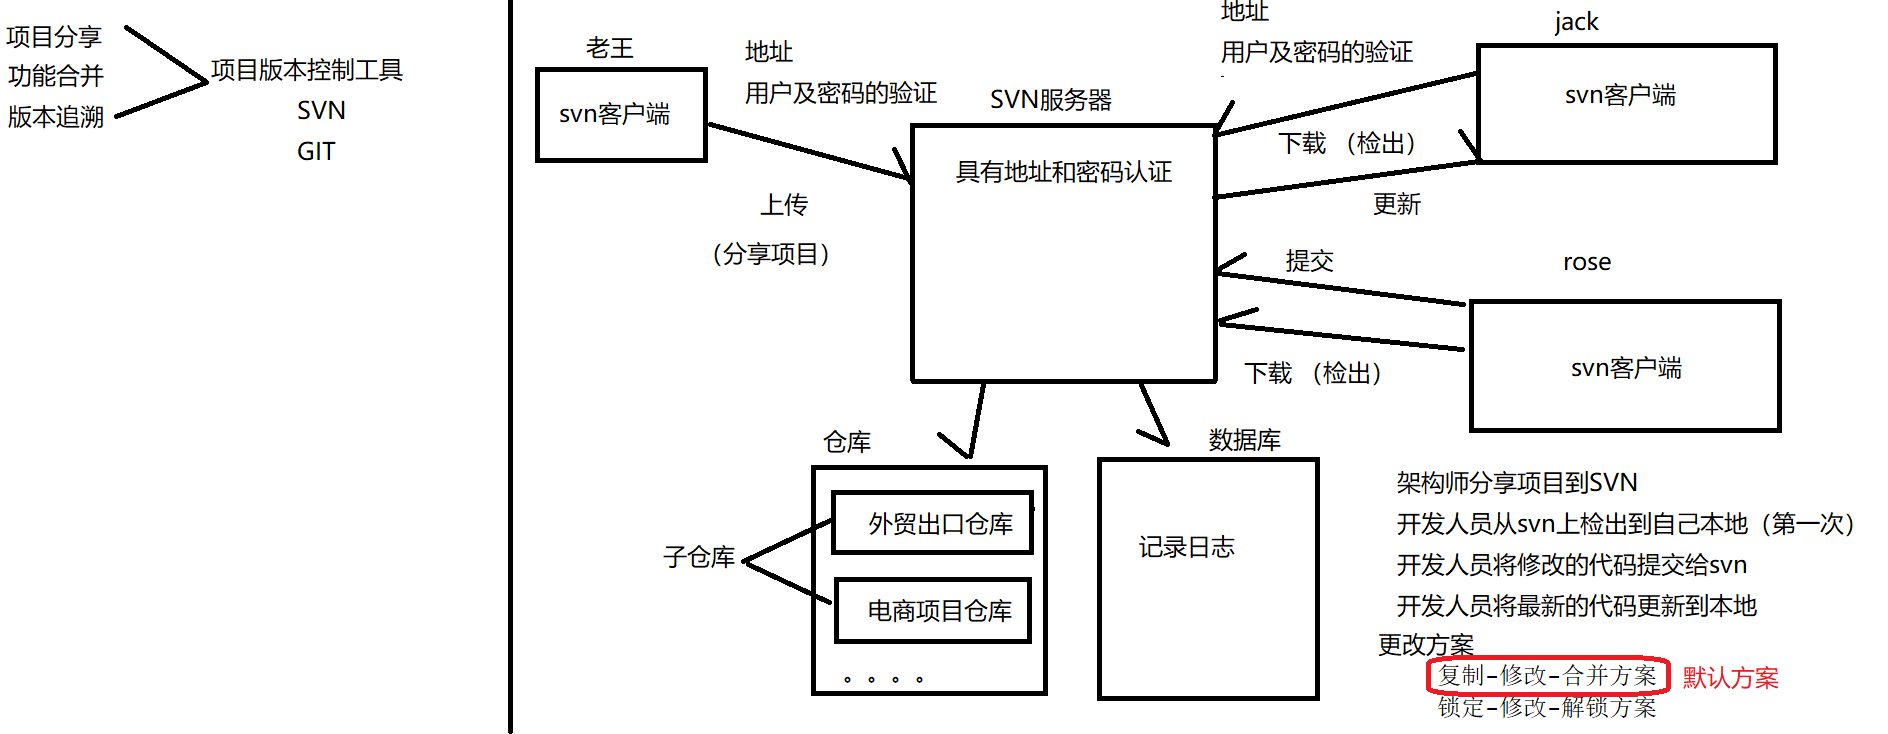 项目分享
功能合并
版本追溯
项目版本控制工具
SVN
GIT
老王
svn客户端
地址
用户及密码的验证
上传
（分享项目）
SVN服务器
具有地址和密码认证
地址
用户及密码的验证
jack
svn客户端
下载 （检出）
更新
提交
rose
svn客户端
下载 （检出）
仓库
外贸出口仓库
子仓库
电商项目仓库
。。。。
数据库
记录日志
架构师分享项目到SVN
开发人员从svn上检出到自己本地（第一次）
开发人员将修改的代码提交给svn
开发人员将最新的代码更新到本地
更改方案
复制-修改-合并方案 默认方案
锁定-修改-解锁方案